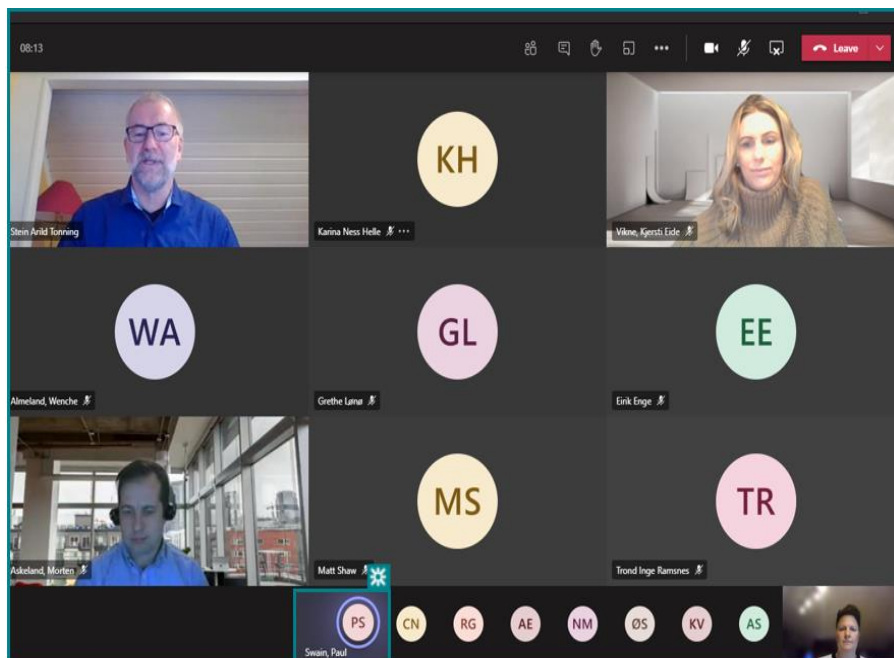 08:13
Leave
Stein Arild Tonning
KH
Karina Ness Helle
Vikne, Kjersti Eide
WA
Almeland, Wenche
GL
Grethe Lønø
EE
Eirik Enge
Askeland, Morten
MS
Matt Shaw
TR
Trond Inge Ramsnes
PS
Swain, Paul
CN
RG
AE
NM
ØS
KV
AS